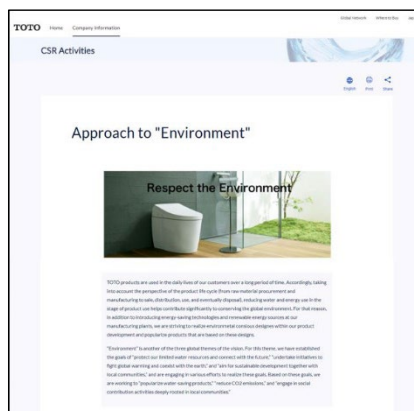 Global Network Where to Buy
TOTO Home Company Information
CSR Activities
English Print Share
Approach to "Environment"
Respect the Environment
TOTO products are used in the daily lives of our customers over a long period of time. Accordingly, taking
into account the perspective of the product life cycle (from raw material procurement and
manufacturing to sale, distribution, use, and eventually disposal), reducing water and energy use in the
stage of product use helps contribute significantly to conserving the global environment. For that reason,
in addition to introducing energy-saving technologies and renewable energy sources at our
manufacturing plants, we are striving to realize environmental conscious designs within our product
development and popularize products that are based on these designs.
"Environment" is another of the three global themes of the vision. For this theme, we have established
the goals of "protect our limited water resources and connect with the future," "undertake initiatives to
fight global warming and coexist with the earth," and "aim for sustainable development together with
local communities," and are engaging in various efforts to realize these goals. Based on these goals, we
are working to "popularize water-saving products," "reduce CO2 emissions," and "engage in social
contribution activities deeply rooted in local communities."